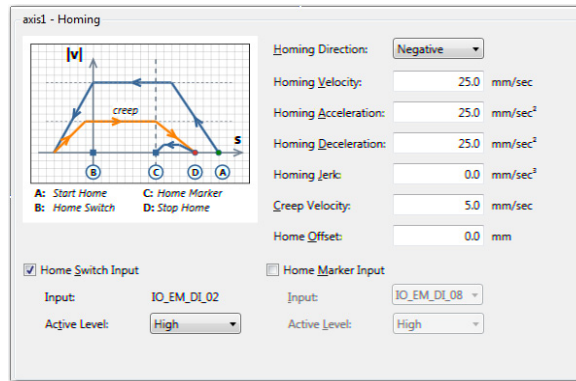 axis1 - Homing
|v|
creep
s
B C D A
A: Start Home C: Home Marker
B: Home Switch D: Stop Home
Homing Direction: Negative
Homing Velocity: 25.0 mm/sec
Homing Acceleration: 25.0 mm/sec²
Homing Deceleration: 25.0 mm/sec²
Homing Jerk: 0.0 mm/sec³
Creep Velocity: 5.0 mm/sec
Home Offset: 0.0 mm
Home Switch Input
Input: IO_EM_DI_02
Active Level: High
Home Marker Input
Input: IO_EM_DI_08
Active Level: High